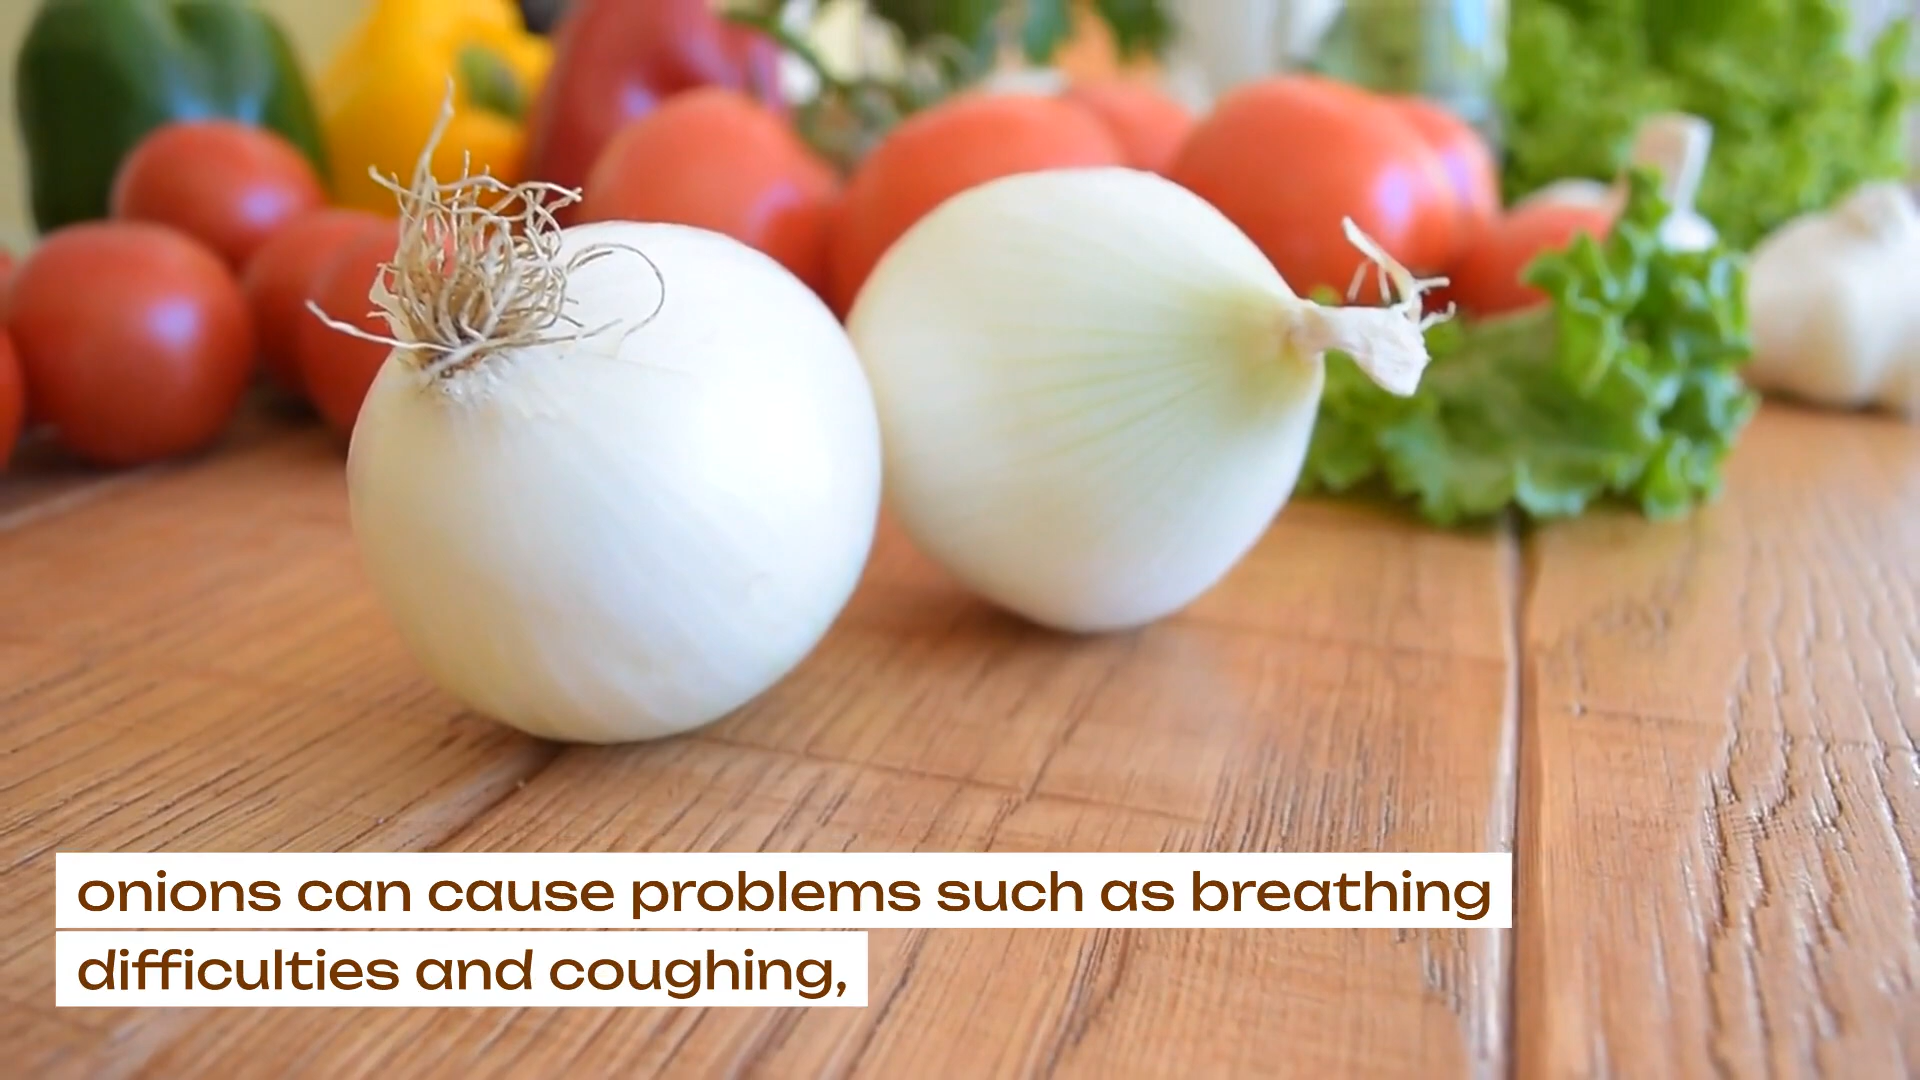 onions can cause problems such as breathing
difficulties and coughing,